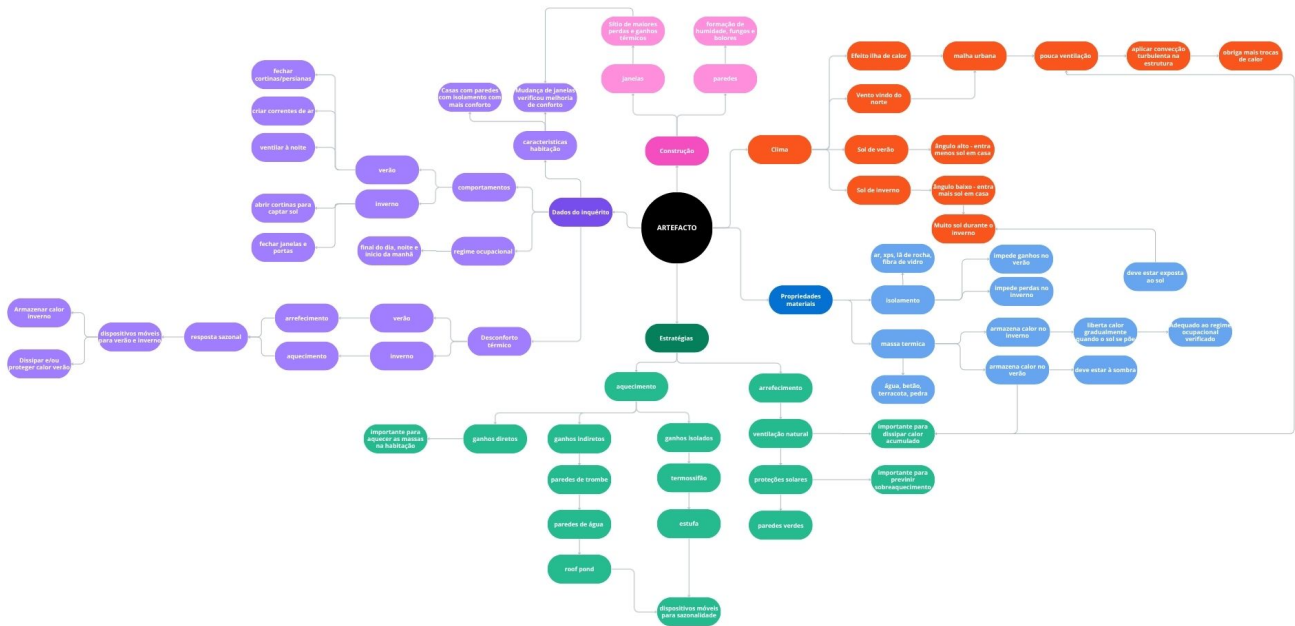 Sítio de maiores
perdas e ganhos
térmicos
formação de
humidade, fungos e
bolores
janelas
paredes
Construção
Efeito ilha de calor
malha urbana
pouca ventilação
aplicar convecção
turbulenta na
estrutura
obriga mais trocas
de calor
Vento vindo do
norte
Clima
Sol de verão
ângulo alto - entra
menos sol em casa
Sol de inverno
ângulo baixo - entra
mais sol em casa
Muito sol durante o
inverno
deve estar exposta
ao sol
fechar
cortinas/persianas
criar correntes de ar
ventilar à noite
abrir cortinas para
captar sol
fechar janelas e
portas
verão
Inverno
comportamentos
Casas com paredes
com isolamento com
mais conforto
Mudança de janelas
verificou melhoria
de conforto
características
habitação
Dados do Inquérito
final do dia, noite e
início da manhã
regime ocupacional
ARTEFACTO
Armazenar calor
inverno
Dissipar e/ou
proteger calor verão
dispositivos móveis
para verão e inverno
resposta sazonal
arrefecimento
aquecimento
verão
inverno
Desconforto
térmico
Propriedades
materiais
ar, xps, lã de rocha,
fibra de vidro
isolamento
impede ganhos no
verão
impede perdas no
inverno
massa termica
armazena calor no
inverno
liberta calor
gradualmente
quando o sol se põe
Adequado ao regime
ocupacional
verificado
armazena calor no
verão
deve estar à sombra
água, betão,
terracota, pedra
Estratégias
aquecimento
arrefecimento
importante para
aquecer as massas
na habitação
ganhos diretos
ganhos indiretos
ganhos isolados
ventilação natural
importante para
dissipar calor
acumulado
paredes de trombe
termossifão
proteções solares
importante para
previnir
sobreaquecimento
paredes de água
estufa
paredes verdes
roof pond
dispositivos móveis
para sazonalidade